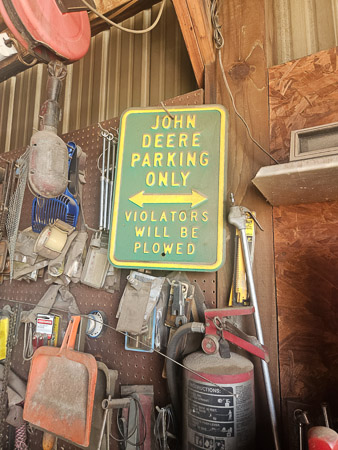 JOHN
DEERE
PARKING
ONLY
VIOLATORS
WILL BE
PLOWED
INSTRUCTIONS